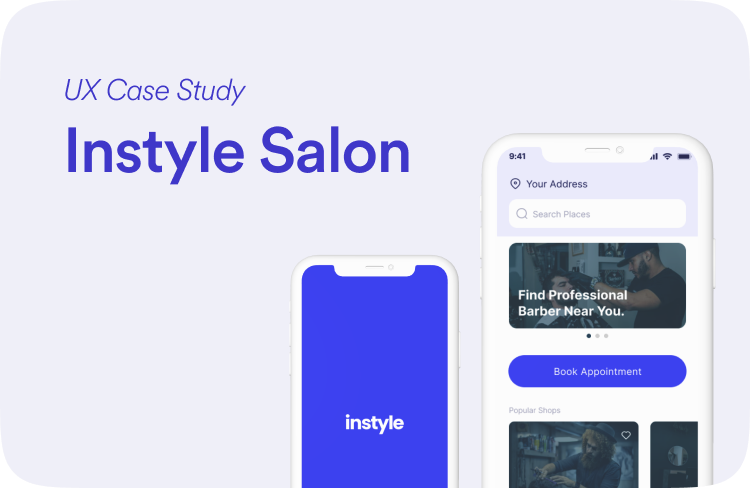 UX Case Study
Instyle Salon
9:41
Your Address
Search Places
Find Professional
Barber Near You.
Book Appointment
Popular Shops
instyle